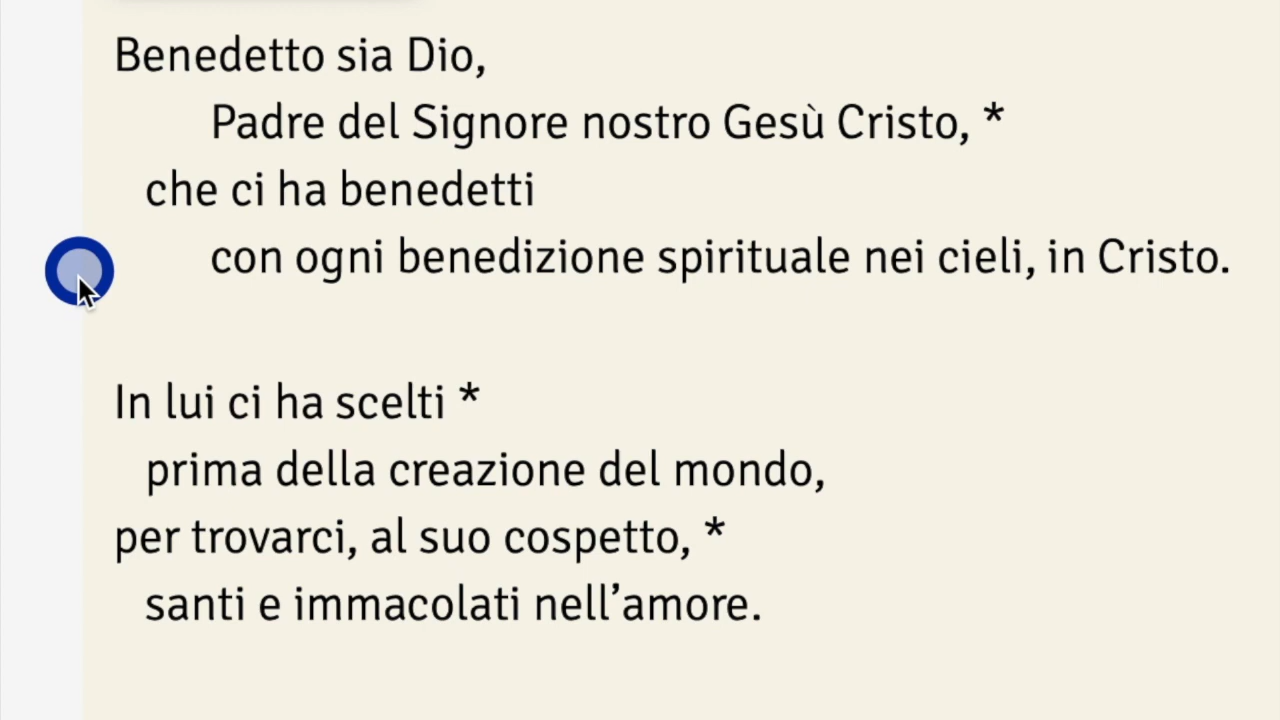 Benedetto sia Dio,
Padre del Signore nostro Gesù Cristo, *
che ci ha benedetti
con ogni benedizione spirituale nei cieli, in Cristo.
In lui ci ha scelti *
prima della creazione del mondo,
per trovarci, al suo cospetto, *
santi e immacolati nell’amore.